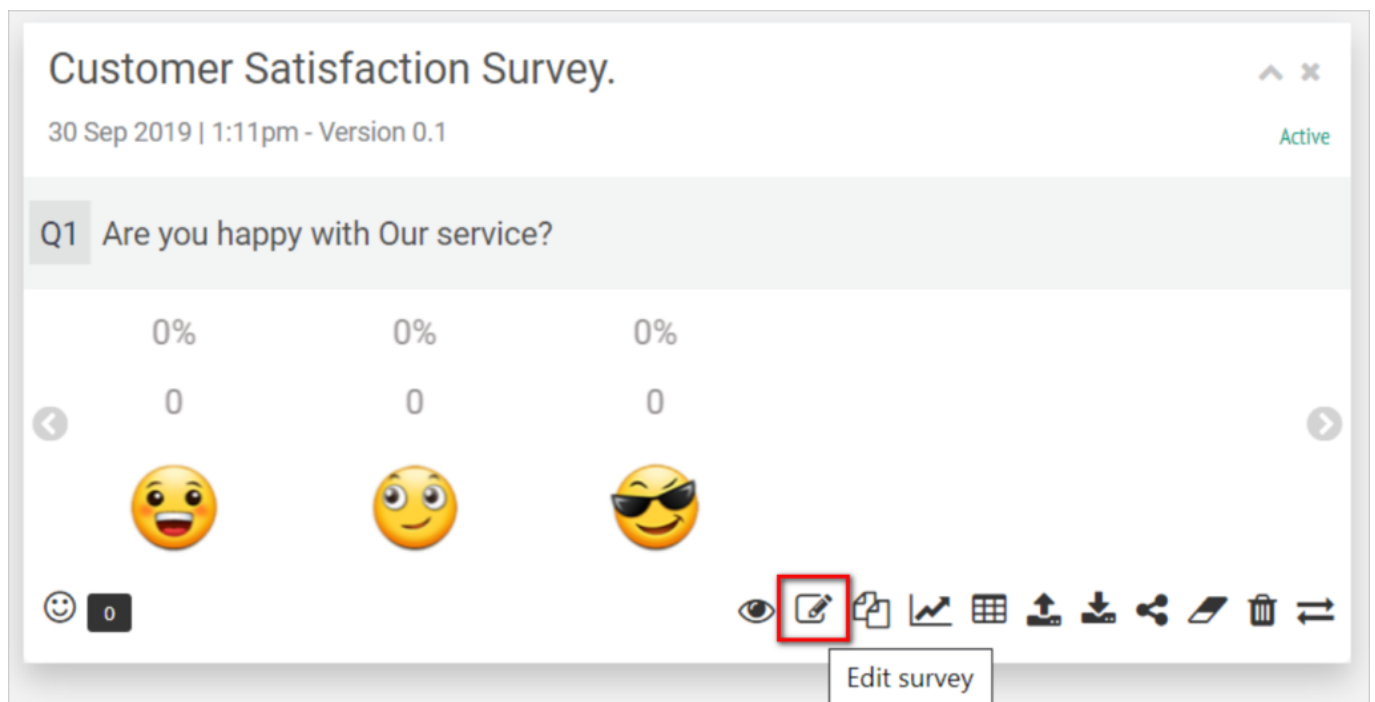 Customer Satisfaction Survey.
30 Sep 2019 | 1:11pm - Version 0.1
Active
Q1 Are you happy with Our service?
0% 0% 0%
0 0 0
0
Edit survey